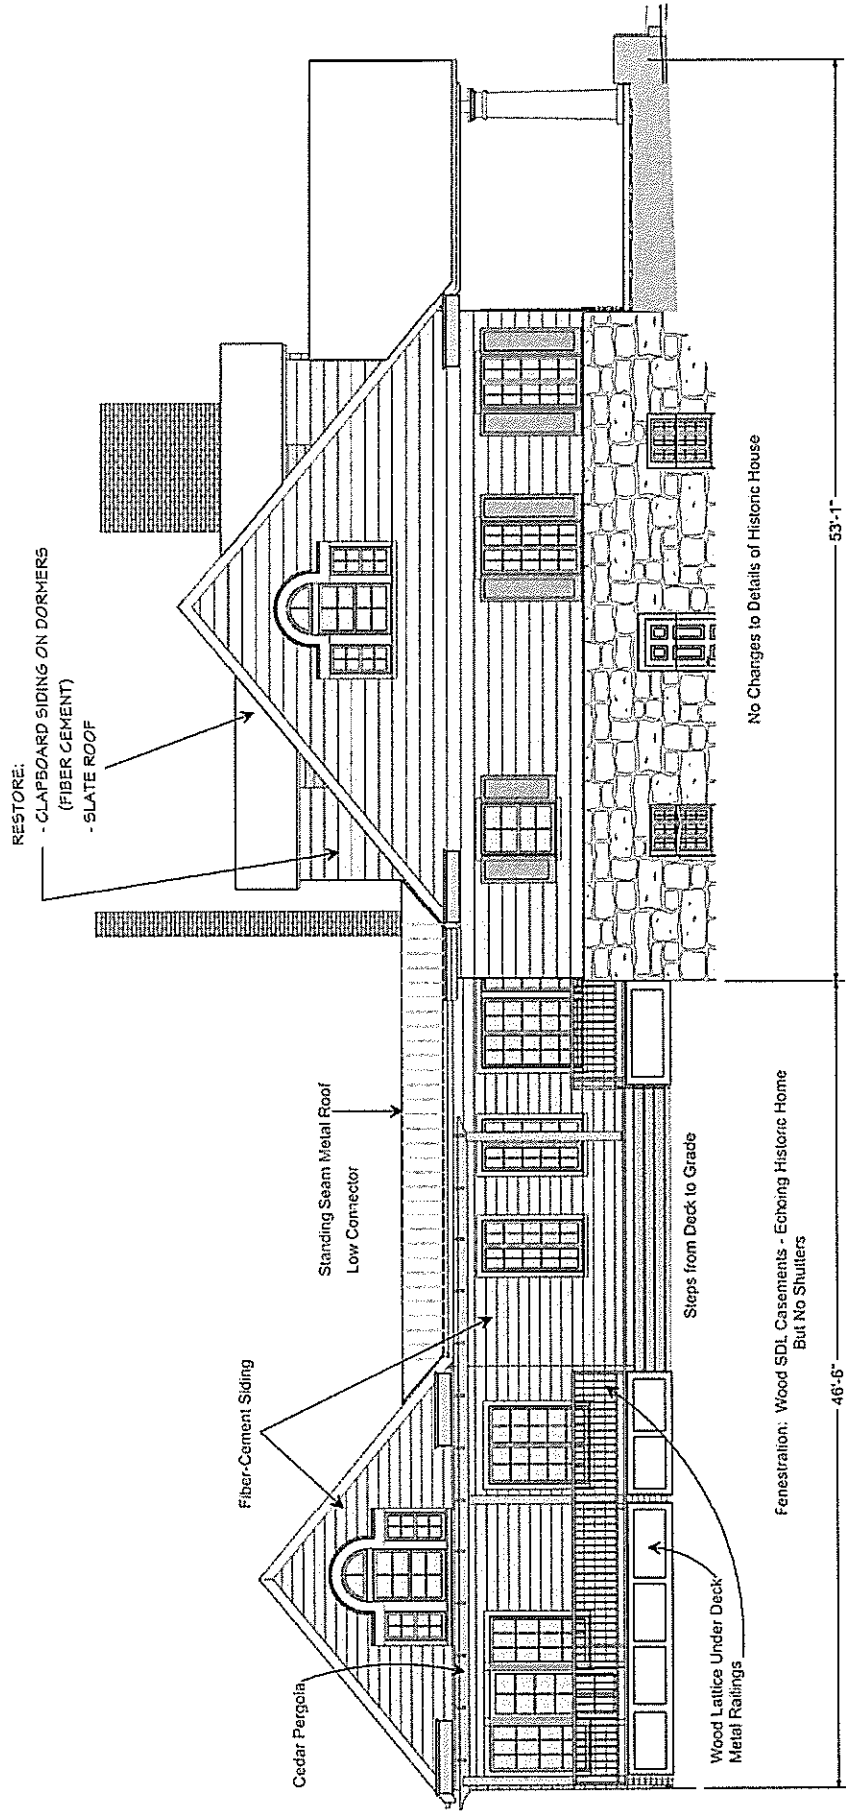 RESTORE:
- CLAPBOARD SIDING ON DORMERS
(FIBER CEMENT)
- SLATE ROOF
Standing Seam Metal Roof
Low Connector
Fiber-Cement Siding
Cedar Pergola
Wood Lattice Under Deck
Metal Railings
Steps from Deck to Grade
Fenestration: Wood SDL Casements - Echoing Historic Home
But No Shutters
No Changes to Details of Historic House
46'-6"
53'-1"